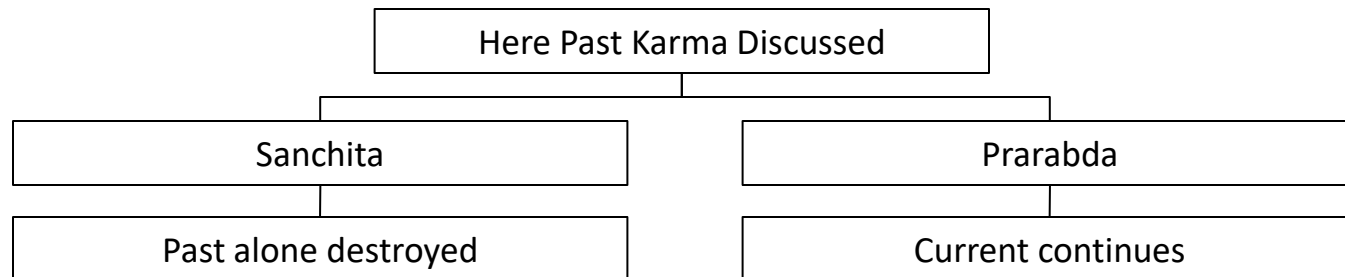 Here Past Karma Discussed
Sanchita
Prarabda
Past alone destroyed
Current continues